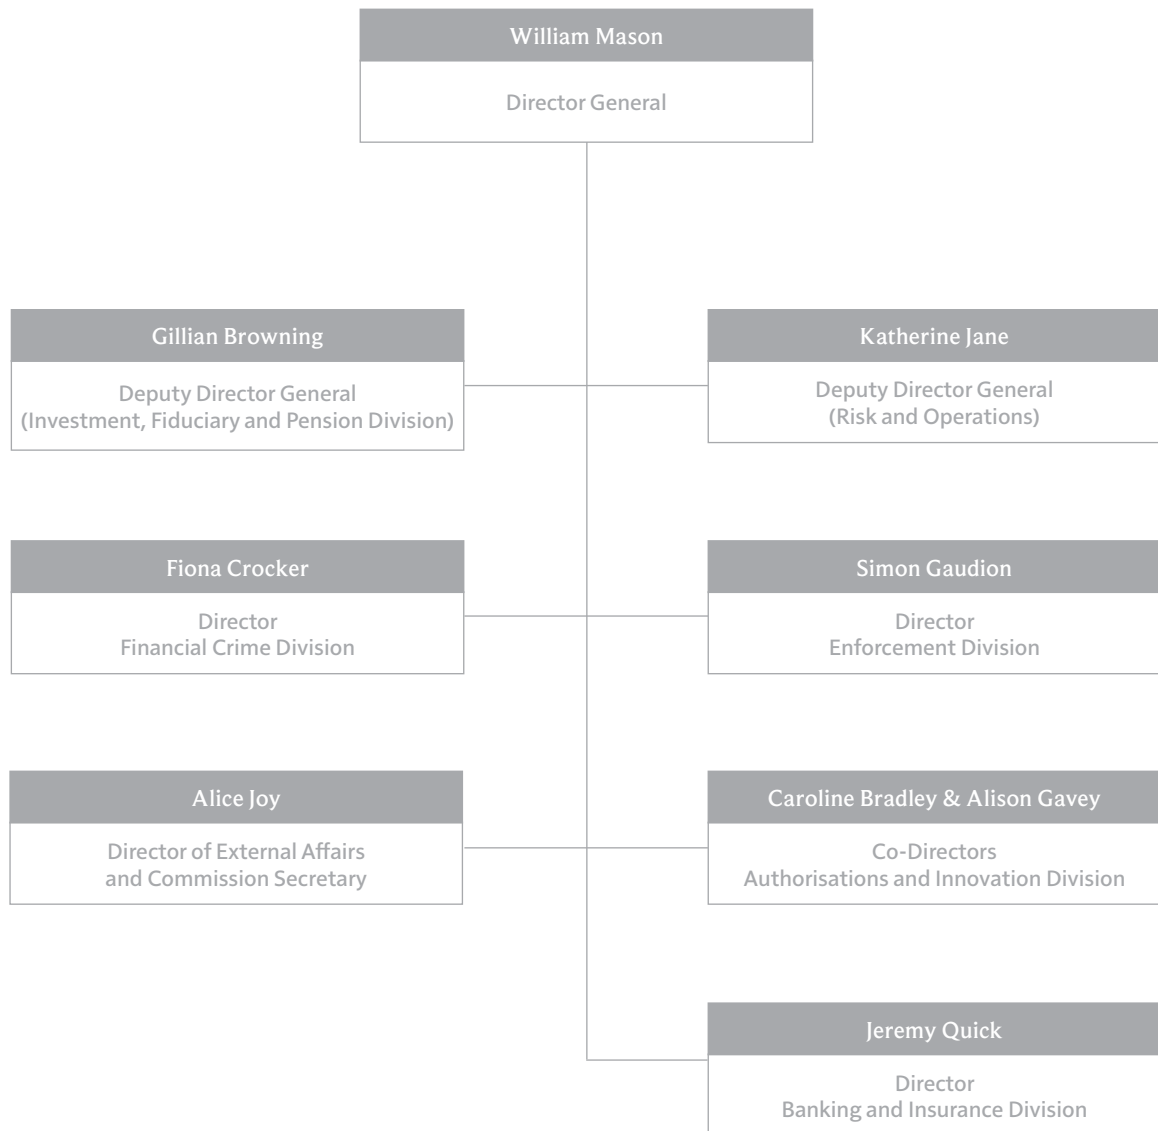 William Mason
Director General
Gillian Browning
Deputy Director General
(Investment, Fiduciary and Pension Division)
Katherine Jane
Deputy Director General
(Risk and Operations)
Fiona Crocker
Director
Financial Crime Division
Simon Gaudion
Director
Enforcement Division
Alice Joy
Director of External Affairs
and Commission Secretary
Caroline Bradley & Alison Gavey
Co-Directors
Authorisations and Innovation Division
Jeremy Quick
Director
Banking and Insurance Division